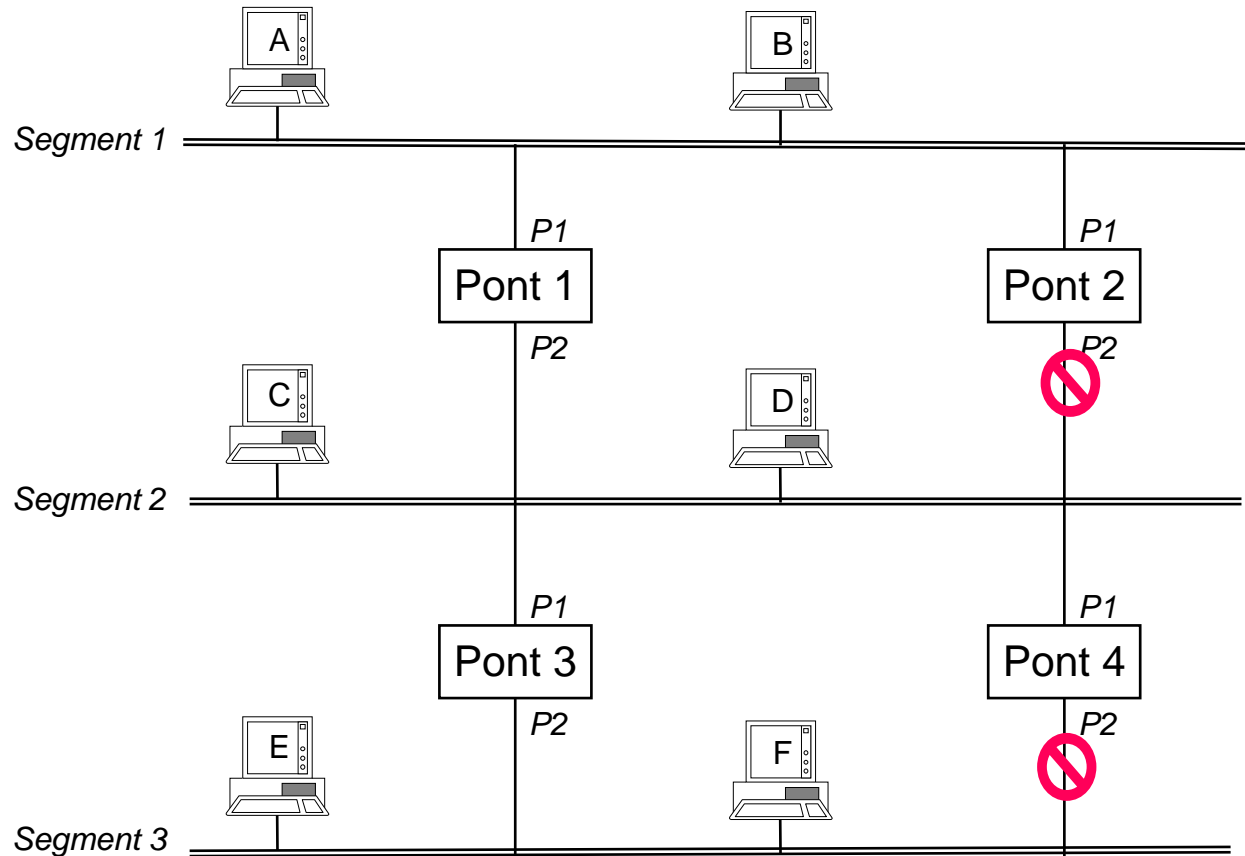 A
B
Segment 1
P1
P1
Pont 1
Pont 2
P2
P2
C
D
Segment 2
P1
P1
Pont 3
Pont 4
P2
P2
E
F
Segment 3